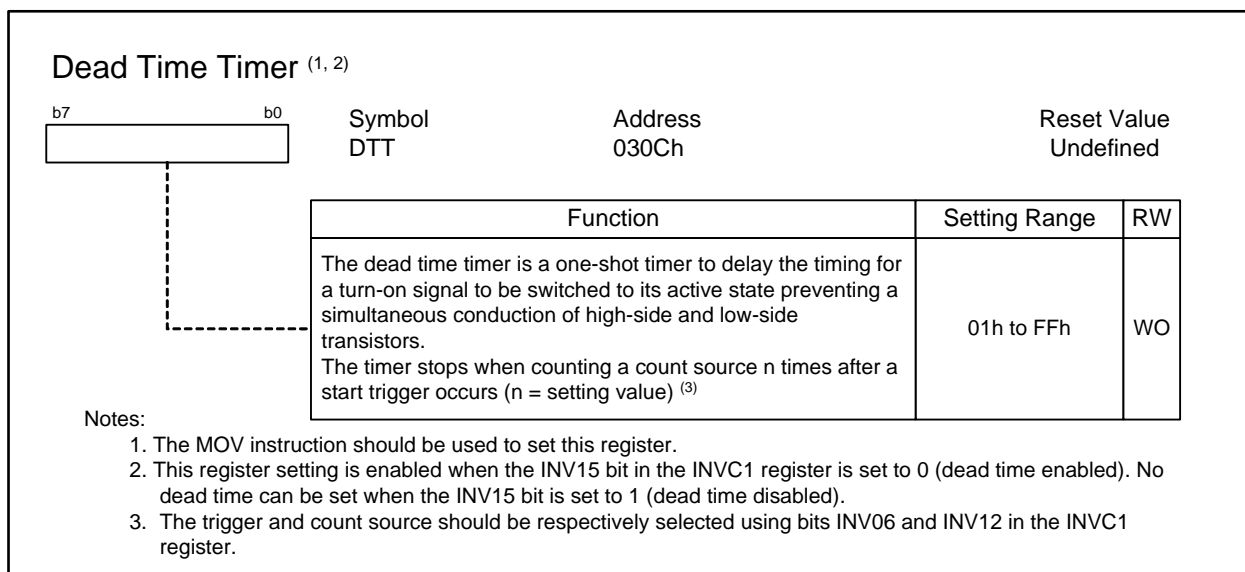 Dead Time Timer (1, 2)
b7 b0
Symbol Address Reset Value
DTT 030Ch Undefined
Function Setting Range RW
The dead time timer is a one-shot timer to delay the timing for
a turn-on signal to be switched to its active state preventing a
simultaneous conduction of high-side and low-side
transistors.
The timer stops when counting a count source n times after a
start trigger occurs (n = setting value) (3)
01h to FFh WO
Notes:
1. The MOV instruction should be used to set this register.
2. This register setting is enabled when the INV15 bit in the INVC1 register is set to 0 (dead time enabled). No
dead time can be set when the INV15 bit is set to 1 (dead time disabled).
3. The trigger and count source should be respectively selected using bits INV06 and INV12 in the INVC1
register.